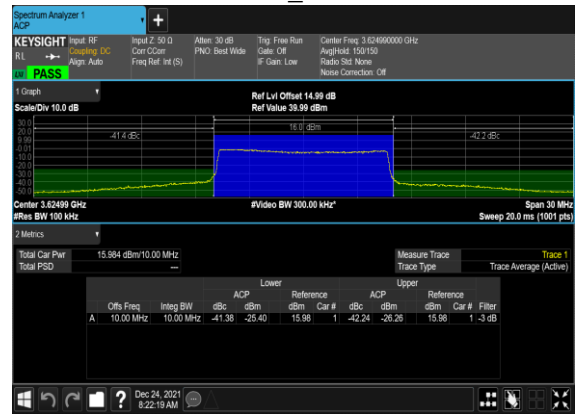 Spectrum Analyzer 1
ACP
+
KEYSIGHT Input: RF Input Z: 50 Ω Atten: 30 dB Trig: Free Run Center Freq: 3.624990000 GHz
RL Coupling: DC Corr CCorr PNO: Best Wide Gate: Off Avg|Hold: 150/150
Align: Auto Freq Ref: Int (S) IF Gain: Low Radio Std: None
PASS Noise Correction: Off
1 Graph
Scale/Div 10.0 dB
Ref Lvl Offset 14.99 dB
Ref Value 39.99 dBm
30.0
20.0
9.99
-0.01
-10.0
-20.0
-30.0
-40.0
-50.0
-41.4 dBc 16.0 dBm -42.2 dBc
Center 3.62499 GHz #Video BW 300.00 kHz* Span 30 MHz
#Res BW 100 kHz Sweep 20.0 ms (1001 pts)
2 Metrics
Total Car Pwr 15.984 dBm/10.00 MHz Measure Trace Trace 1
Total PSD --- Trace Type Trace Average (Active)
Lower Upper
ACP Reference ACP Reference
Offs Freq Integ BW dBc dBm dBm Car # dBc dBm dBm Car # Filter
A 10.00 MHz 10.00 MHz -41.38 -25.40 15.98 1 -42.24 -26.26 15.98 1 -3 dB
? Dec 24, 2021
8:22:19 AM